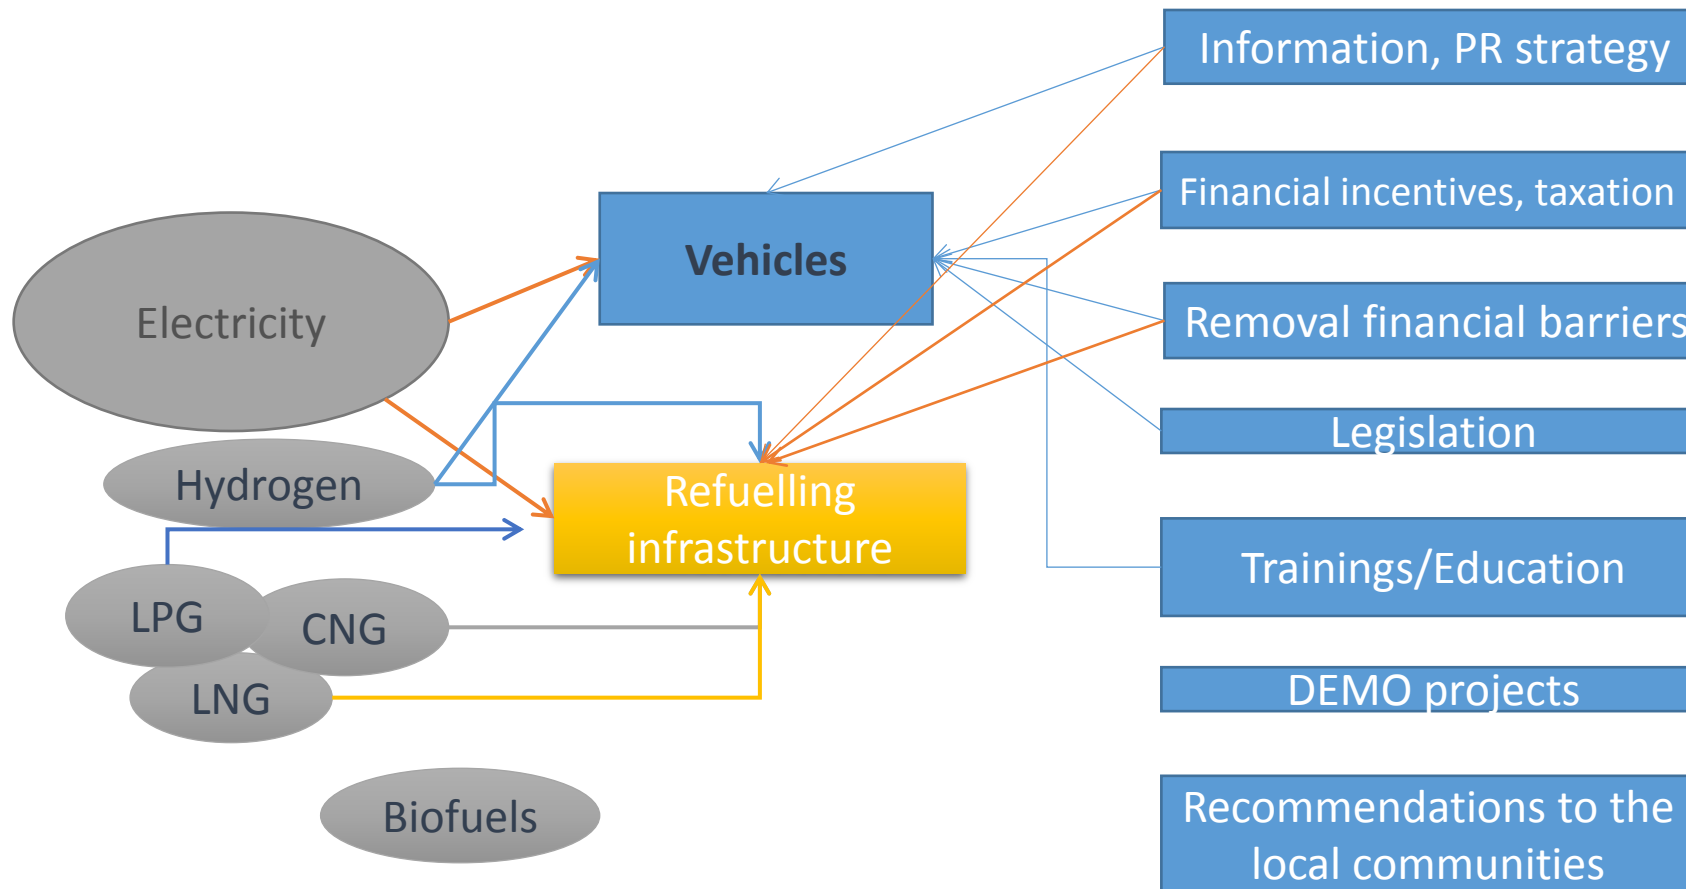 Information, PR strategy
Financial incentives, taxation
Vehicles
Electricity
Removal financial barriers
Legislation
Hydrogen
Refuelling
infrastructure
Trainings/Education
LPG
CNG
LNG
DEMO projects
Biofuels
Recommendations to the
local communities